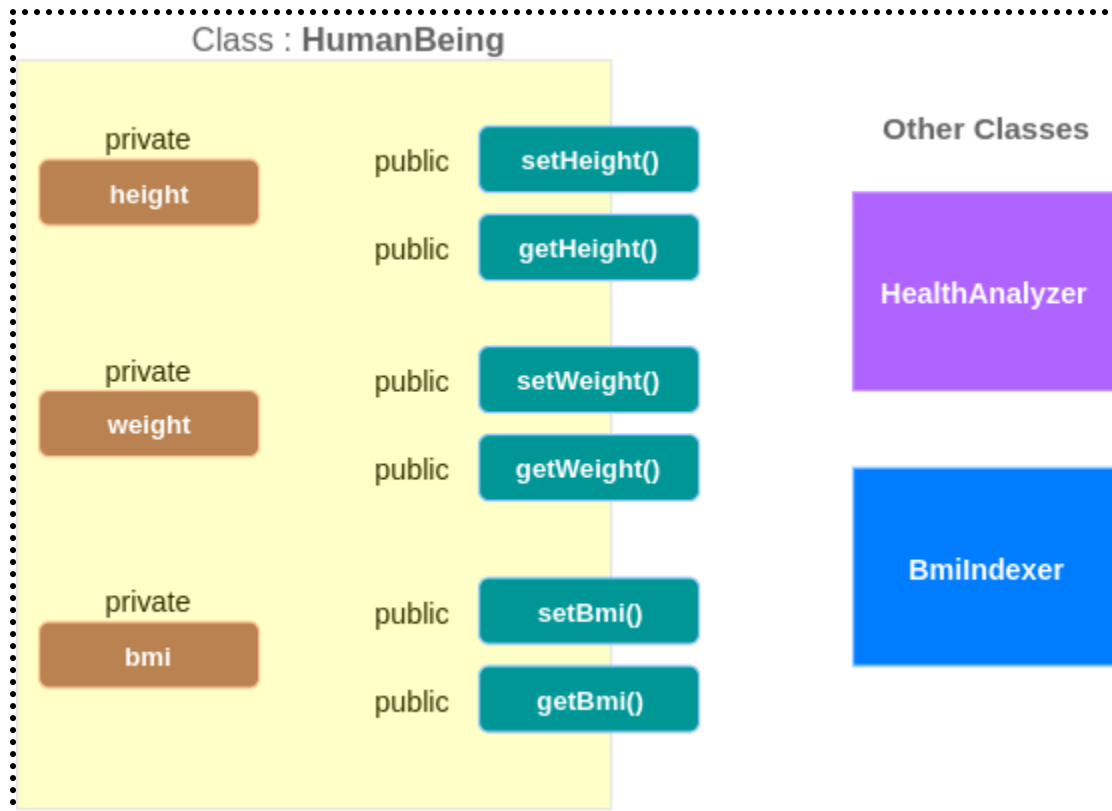 Class : HumanBeing
private
height
public
setHeight()
public
getHeight()
private
weight
public
setWeight()
public
getWeight()
private
bmi
public
setBmi()
public
getBmi()
Other Classes
HealthAnalyzer
BmiIndexer